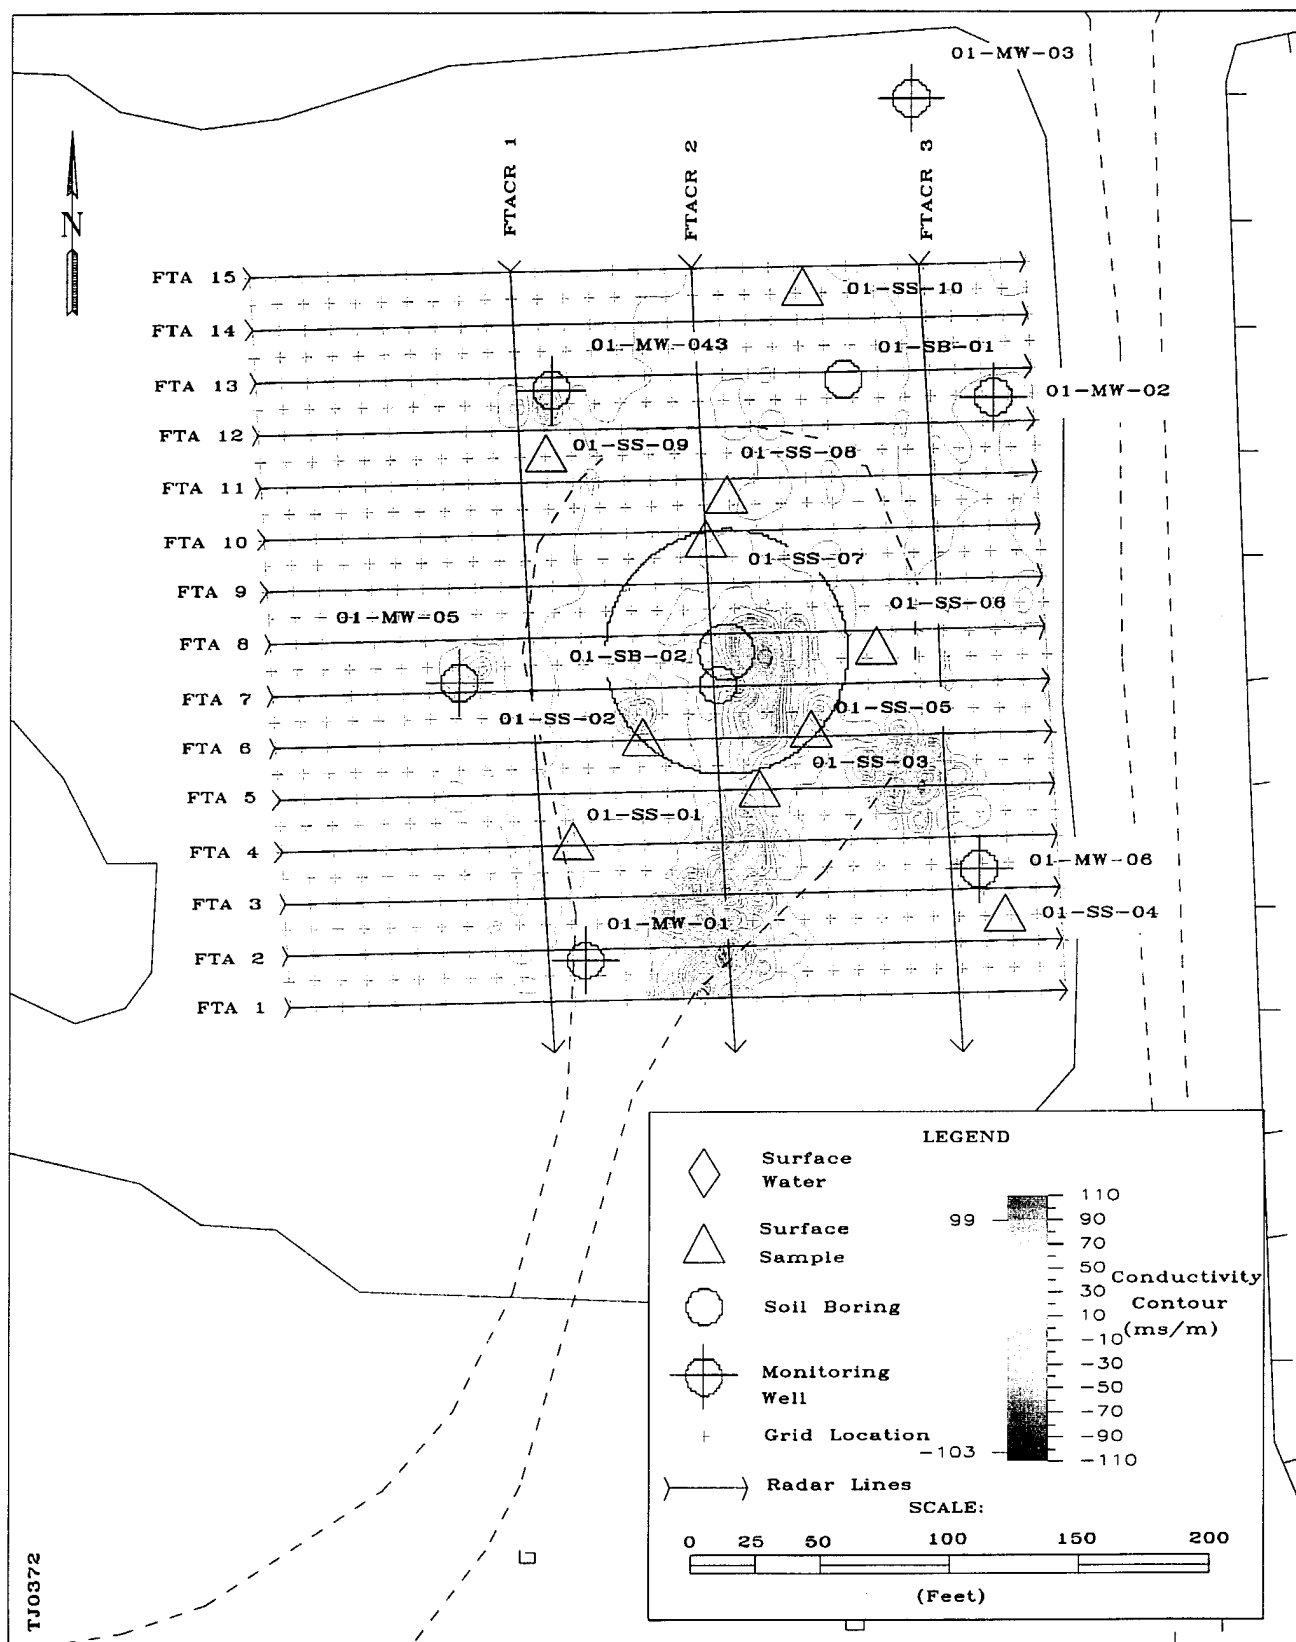 01-MW-03
FTACR 1
FTACR 2
FTACR 3
N
FTA 15
01-SS-10
FTA 14
01-MW-043
01-SB-01
FTA 13
01-MW-02
FTA 12
01-SS-09
01-SS-08
FTA 11
FTA 10
01-SS-07
FTA 9
01-SS-06
01-MW-05
FTA 8
01-SB-02
FTA 7
01-SS-05
01-SS-02
FTA 6
01-SS-03
FTA 5
01-SS-01
FTA 4
01-MW-06
FTA 3
01-SS-04
01-MW-01
FTA 2
FTA 1
LEGEND
Surface
Water
Surface
Sample
Soil Boring
Monitoring
Well
Grid Location
Radar Lines
110
99
90
70
50
30
10
-10
-30
-50
-70
-90
-103
-110
Conductivity
Contour
(ms/m)
SCALE:
0 25 50 100 150 200
(Feet)
TJ0372